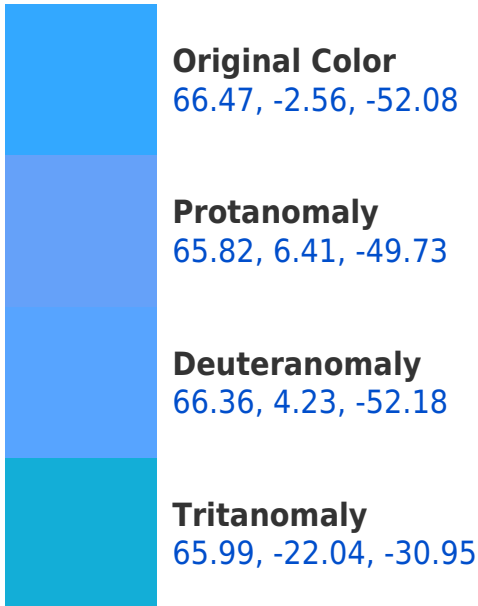 Original Color
66.47, -2.56, -52.08
Protanomaly
65.82, 6.41, -49.73
Deuteranomaly
66.36, 4.23, -52.18
Tritanomaly
65.99, -22.04, -30.95